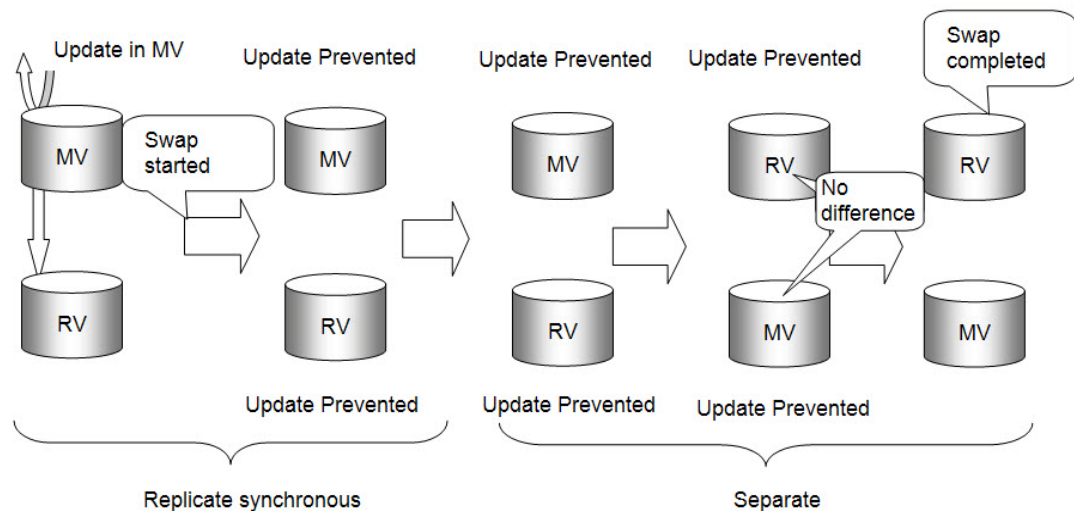 Update in MV
Update Prevented
Update Prevented
Update Prevented
Swap
completed
MV
Swap
started
MV
MV
RV
No
difference
RV
RV
RV
RV
MV
MV
Update Prevented
Update Prevented
Update Prevented
Replicate synchronous
Separate